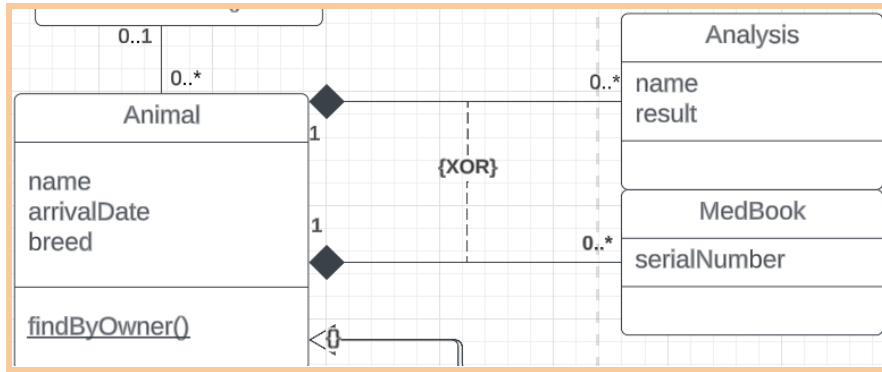 0..1
0..*
Animal
name
arrivalDate
breed
findByOwner()
1
1
{XOR}
0..*
0..*
{}
Analysis
name
result
MedBook
serialNumber